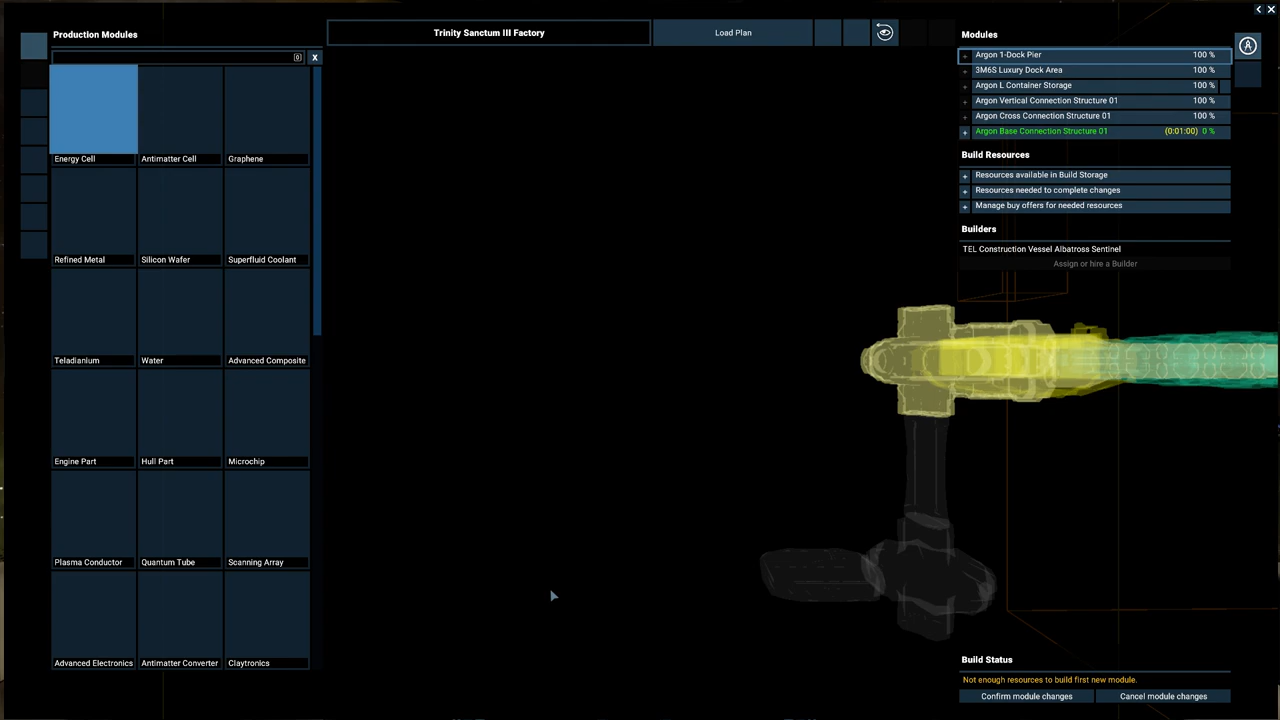 Production Modules
0
X
Energy Cell
Antimatter Cell
Graphene
Refined Metal
Silicon Wafer
Superfluid Coolant
Teladianium
Water
Advanced Composite
Engine Part
Hull Part
Microchip
Plasma Conductor
Quantum Tube
Scanning Array
Advanced Electronics
Antimatter Converter
Claytronics
Trinity Sanctum III Factory
Load Plan
Modules
+ Argon 1-Dock Pier 100 %
+ 3M6S Luxury Dock Area 100 %
+ Argon L Container Storage 100 %
+ Argon Vertical Connection Structure 01 100 %
+ Argon Cross Connection Structure 01 100 %
+ Argon Base Connection Structure 01 (0:01:00) 0 %
Build Resources
+ Resources available in Build Storage
+ Resources needed to complete changes
+ Manage buy offers for needed resources
Builders
TEL Construction Vessel Albatross Sentinel
Assign or hire a Builder
Build Status
Not enough resources to build first new module.
Confirm module changes
Cancel module changes